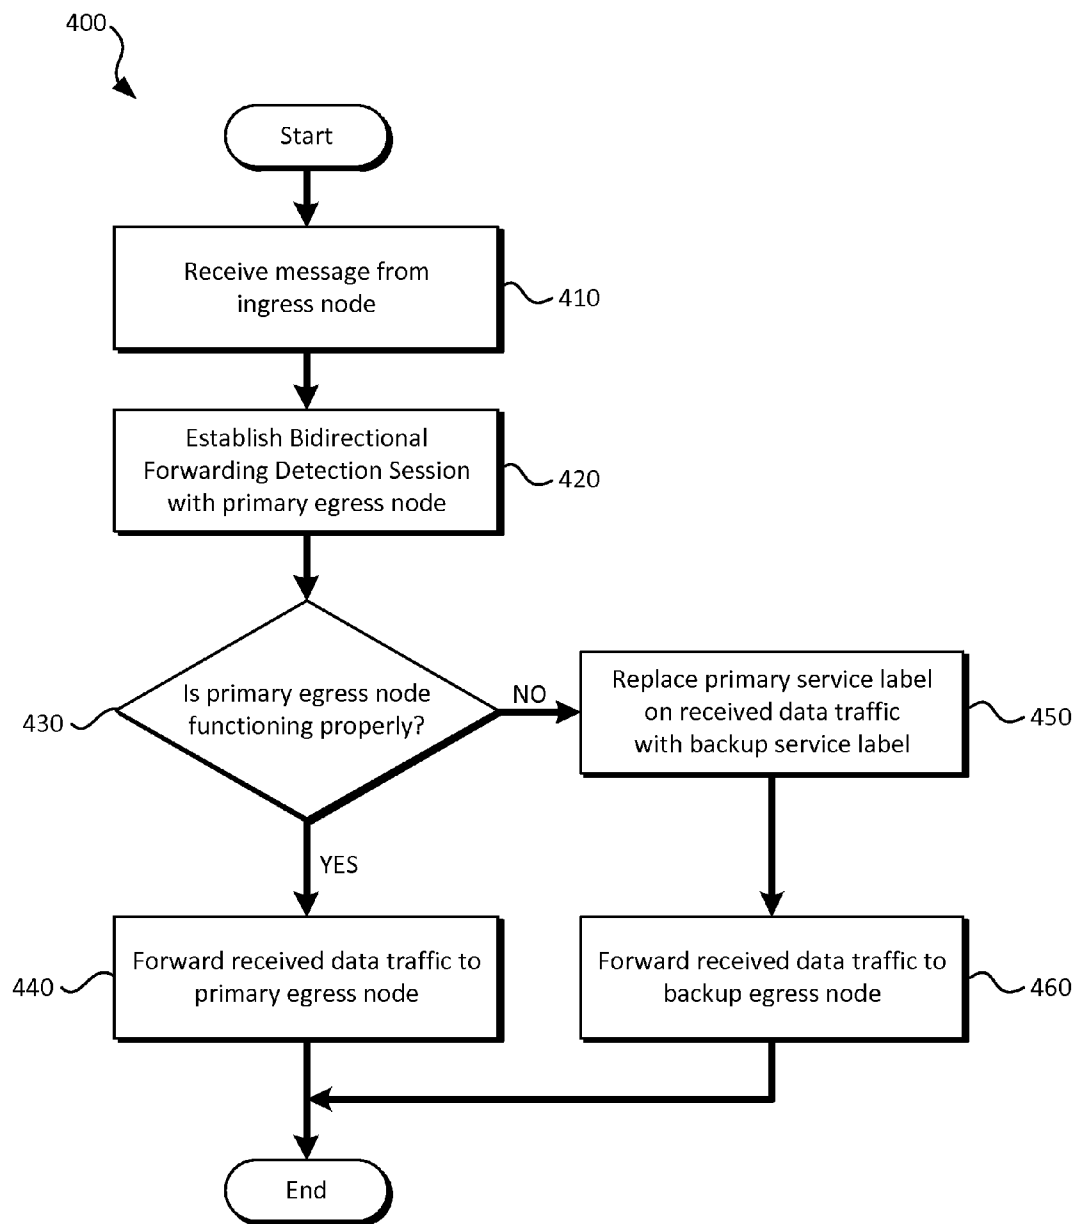 400
Start
Receive message from
ingress node
410
Establish Bidirectional
Forwarding Detection Session
with primary egress node
420
Is primary egress node
functioning properly?
430
NO
Replace primary service label
on received data traffic
with backup service label
450
YES
Forward received data traffic to
primary egress node
440
Forward received data traffic to
backup egress node
460
End